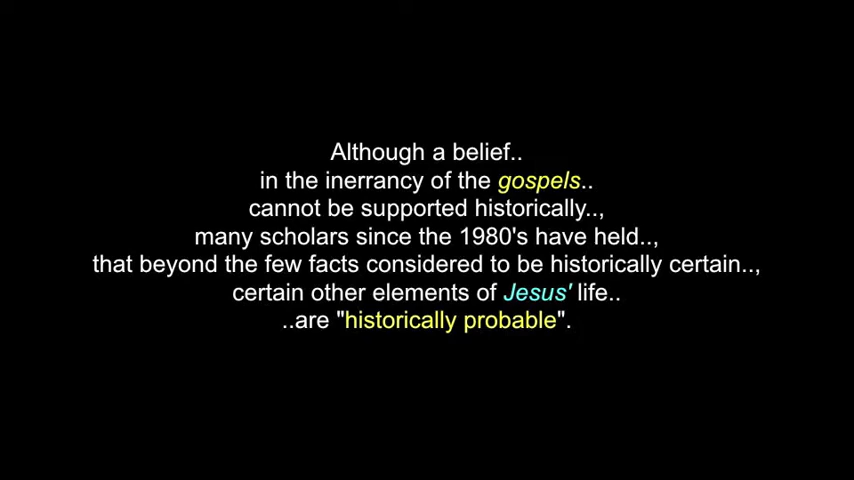 Although a belief..
in the inerrancy of the gospels..
cannot be supported historically..,
many scholars since the 1980's have held..,
that beyond the few facts considered to be historically certain..,
certain other elements of Jesus' life..
..are "historically probable".